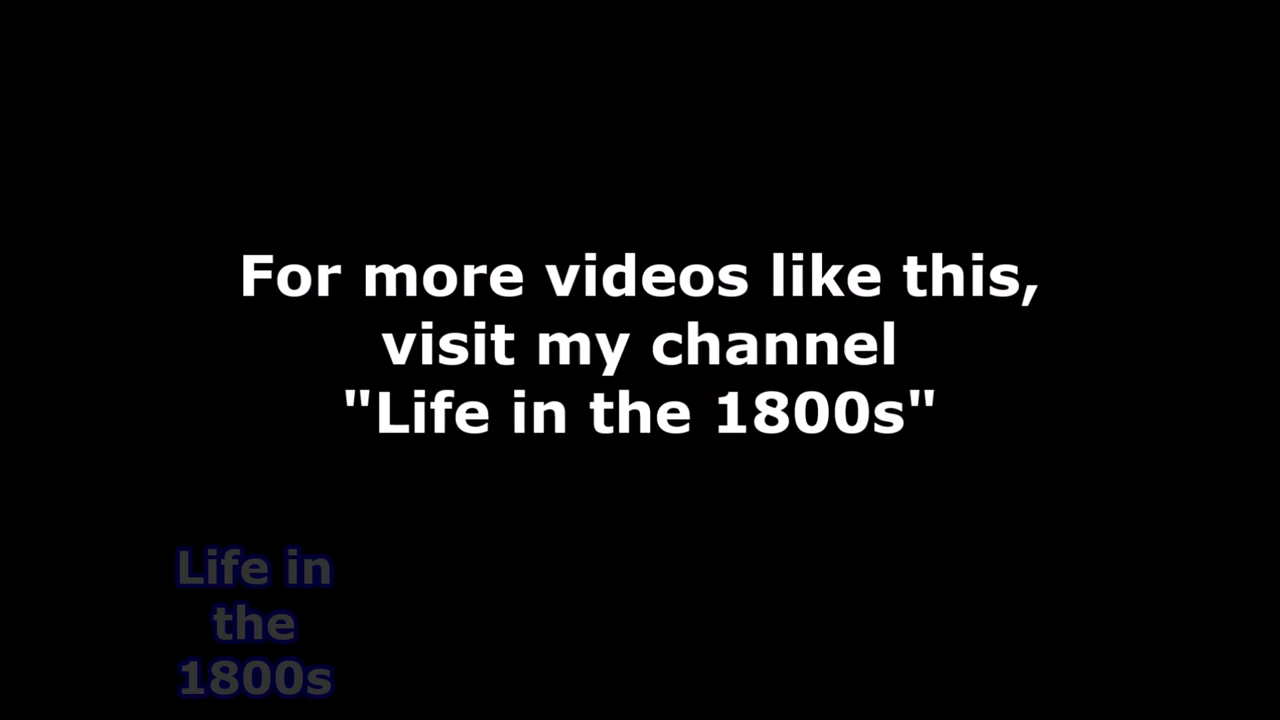 For more videos like this,
visit my channel
"Life in the 1800s"
Life in
the
1800s